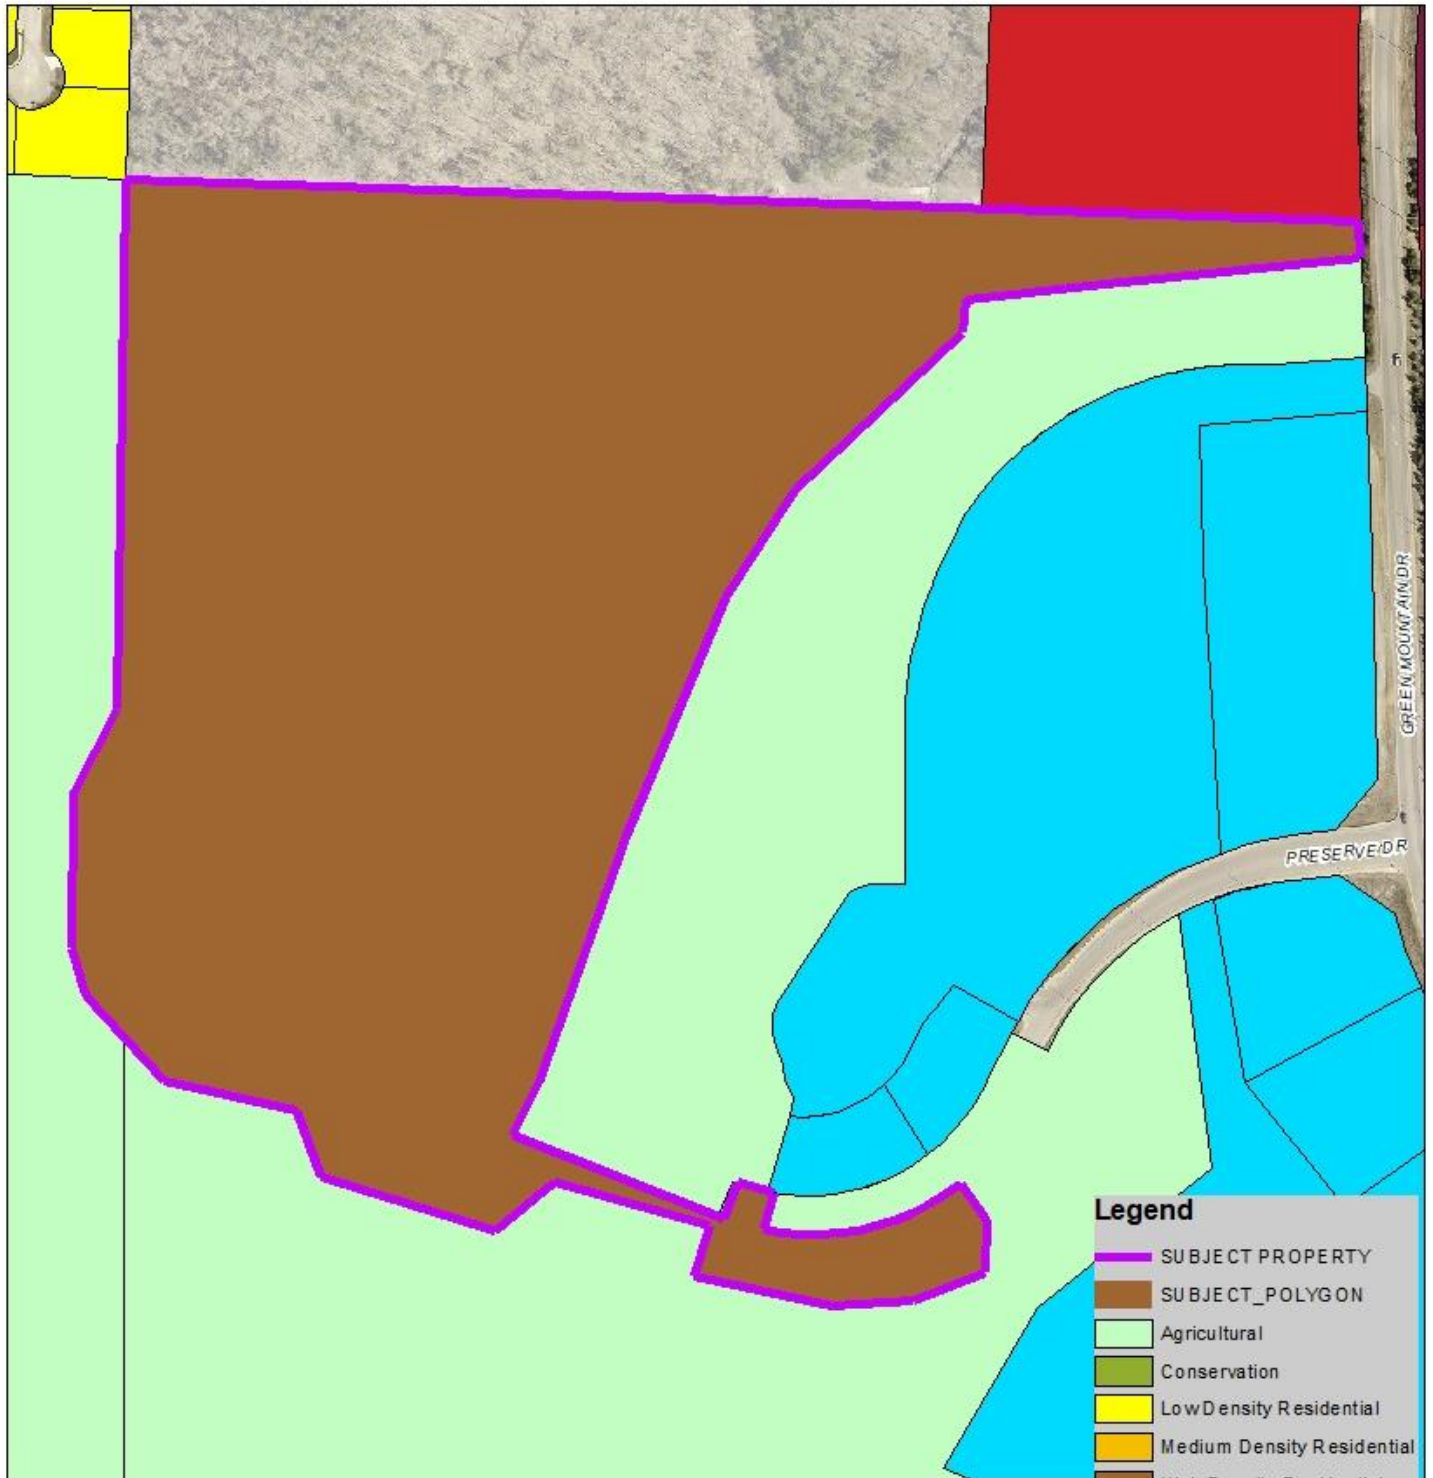 GREEN MOUNTAIN DR
PRESERVE DR
Legend
SUBJECT PROPERTY
SUBJECT_POLYGON
Agricultural
Conservation
Low Density Residential
Medium Density Residential